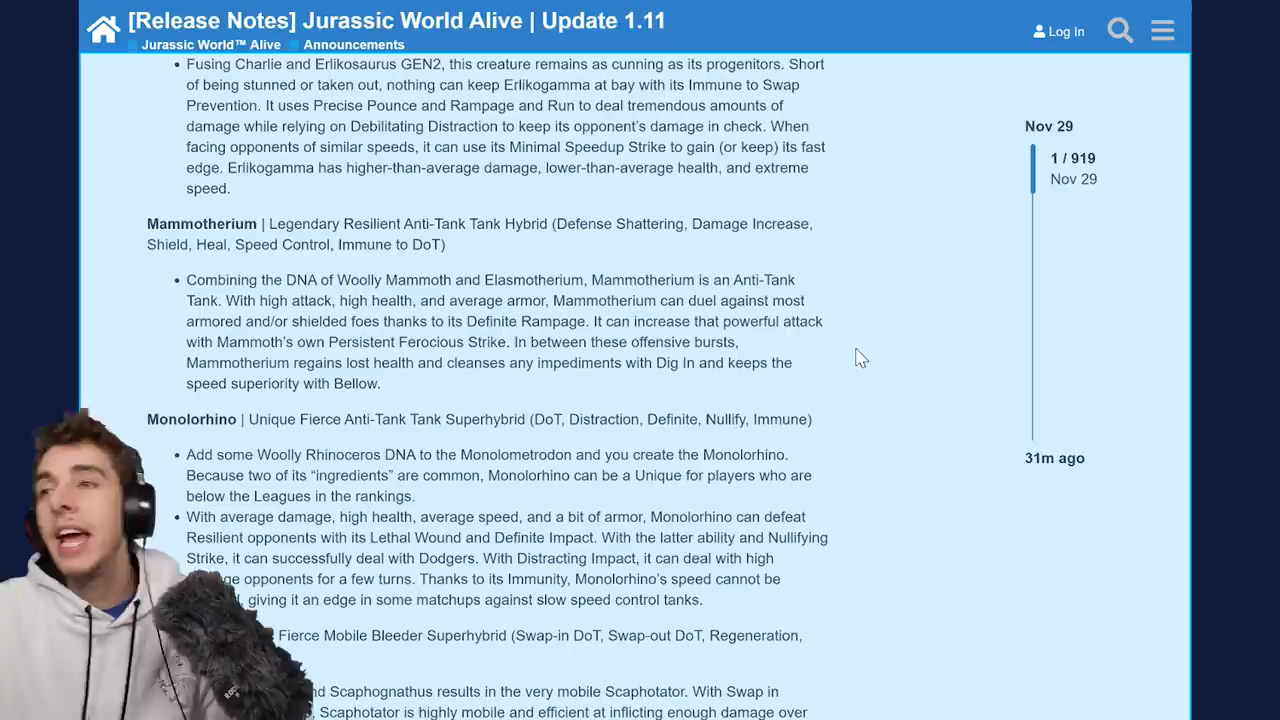 [Release Notes] Jurassic World Alive | Update 1.11
Jurassic World™ Alive Announcements
Log In
Fusing Charlie and Erlikosaurus GEN2, this creature remains as cunning as its progenitors. Short
of being stunned or taken out, nothing can keep Erlikogamma at bay with its Immune to Swap
Prevention. It uses Precise Pounce and Rampage and Run to deal tremendous amounts of
damage while relying on Debilitating Distraction to keep its opponent's damage in check. When
facing opponents of similar speeds, it can use its Minimal Speedup Strike to gain (or keep) its fast
edge. Erlikogamma has higher-than-average damage, lower-than-average health, and extreme
speed.
Mammotherium | Legendary Resilient Anti-Tank Tank Hybrid (Defense Shattering, Damage Increase,
Shield, Heal, Speed Control, Immune to DoT)
Combining the DNA of Woolly Mammoth and Elasmotherium, Mammotherium is an Anti-Tank
Tank. With high attack, high health, and average armor, Mammotherium can duel against most
armored and/or shielded foes thanks to its Definite Rampage. It can increase that powerful attack
with Mammoth's own Persistent Ferocious Strike. In between these offensive bursts,
Mammotherium regains lost health and cleanses any impediments with Dig In and keeps the
speed superiority with Bellow.
Monolorhino | Unique Fierce Anti-Tank Tank Superhybrid (DoT, Distraction, Definite, Nullify, Immune)
Add some Woolly Rhinoceros DNA to the Monolometrodon and you create the Monolorhino.
Because two of its “ingredients” are common, Monolorhino can be a Unique for players who are
below the Leagues in the rankings.
With average damage, high health, average speed, and a bit of armor, Monolorhino can defeat
Resilient opponents with its Lethal Wound and Definite Impact. With the latter ability and Nullifying
Strike, it can successfully deal with Dodgers. With Distracting Impact, it can deal with high
opponents for a few turns. Thanks to its Immunity, Monolorhino's speed cannot be
giving it an edge in some matchups against slow speed control tanks.
Fierce Mobile Bleeder Superhybrid (Swap-in DoT, Swap-out DoT, Regeneration,
Scaphognathus results in the very mobile Scaphotator. With Swap in
Scaphotator is highly mobile and efficient at inflicting enough damage over
Nov 29
1 / 919
Nov 29
31m ago